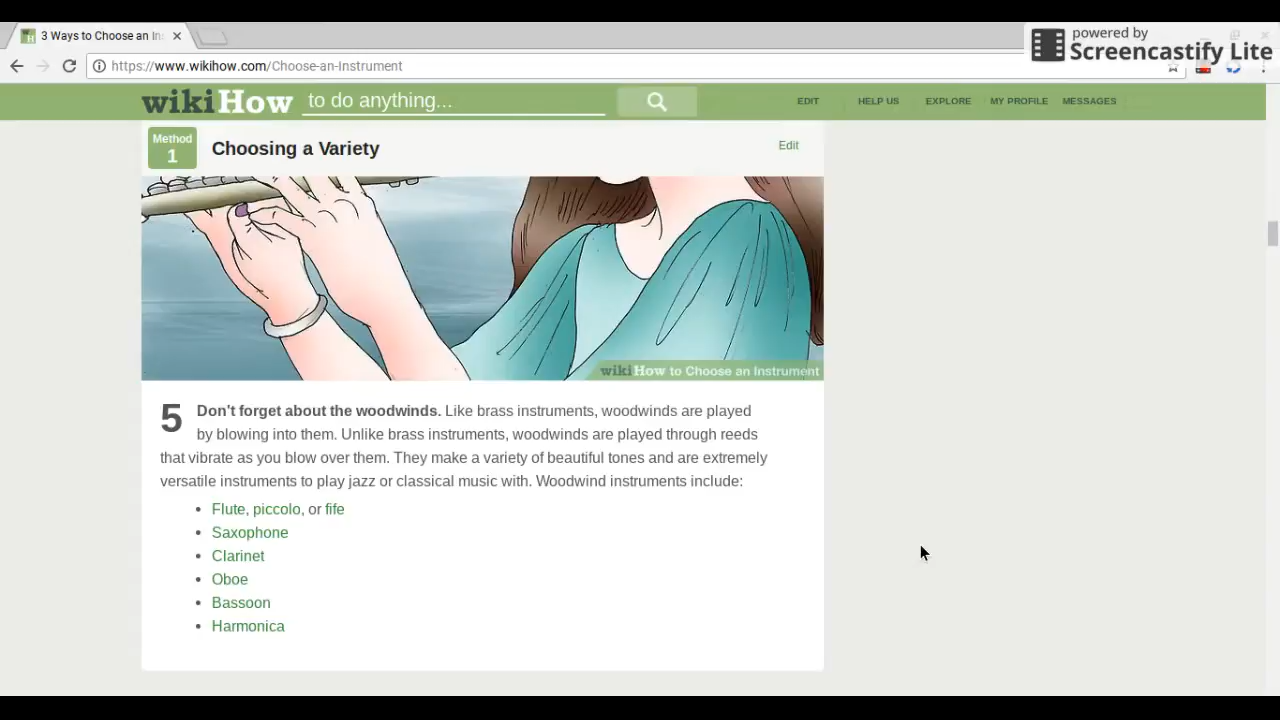 3 Ways to Choose an In
powered by
Screencastify Lite
https://www.wikihow.com/Choose-an-Instrument
wikiHow to do anything...
EDIT HELP US EXPLORE MY PROFILE MESSAGES
Method
1
Choosing a Variety
Edit
wikiHow to Choose an Instrument
5 Don't forget about the woodwinds. Like brass instruments, woodwinds are played
by blowing into them. Unlike brass instruments, woodwinds are played through reeds
that vibrate as you blow over them. They make a variety of beautiful tones and are extremely
versatile instruments to play jazz or classical music with. Woodwind instruments include:
• Flute, piccolo, or fife
• Saxophone
• Clarinet
• Oboe
• Bassoon
• Harmonica